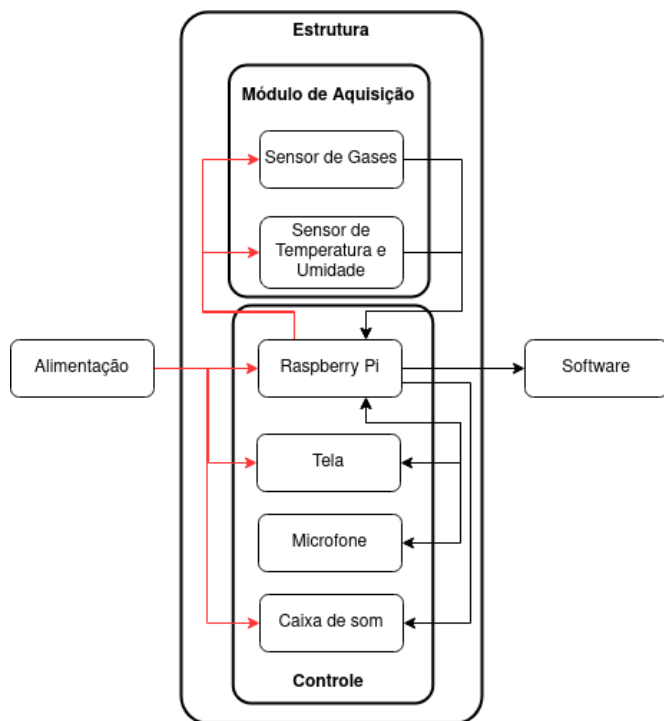 Estrutura
Módulo de Aquisição
Sensor de Gases
Sensor de
Temperatura e
Umidade
Alimentação
Raspberry Pi
Software
Tela
Microfone
Caixa de som
Controle